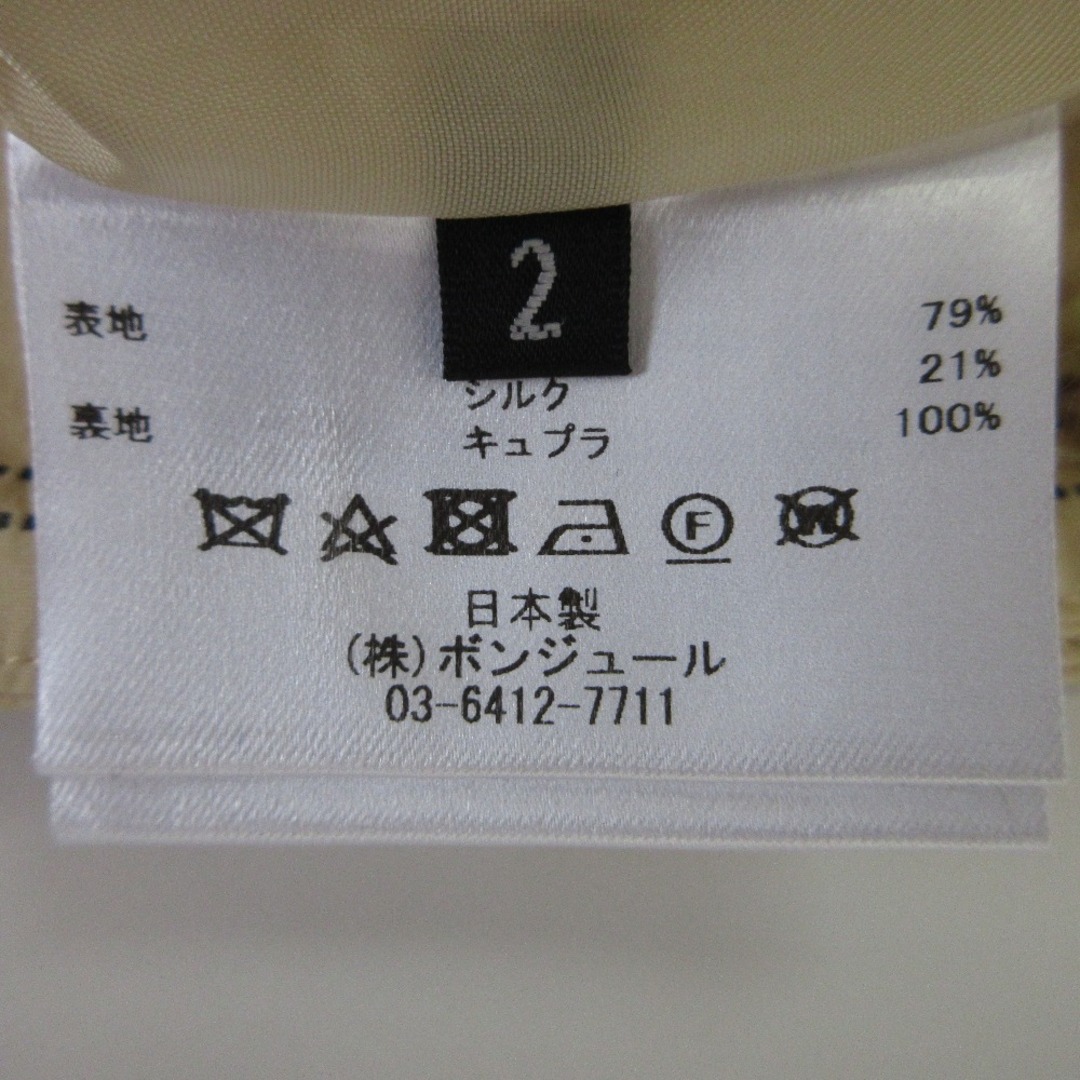 2
表地 79%
シルク 21%
裏地 キュプラ 100%
F W
日本製
(株)ボンジュール
03-6412-7711